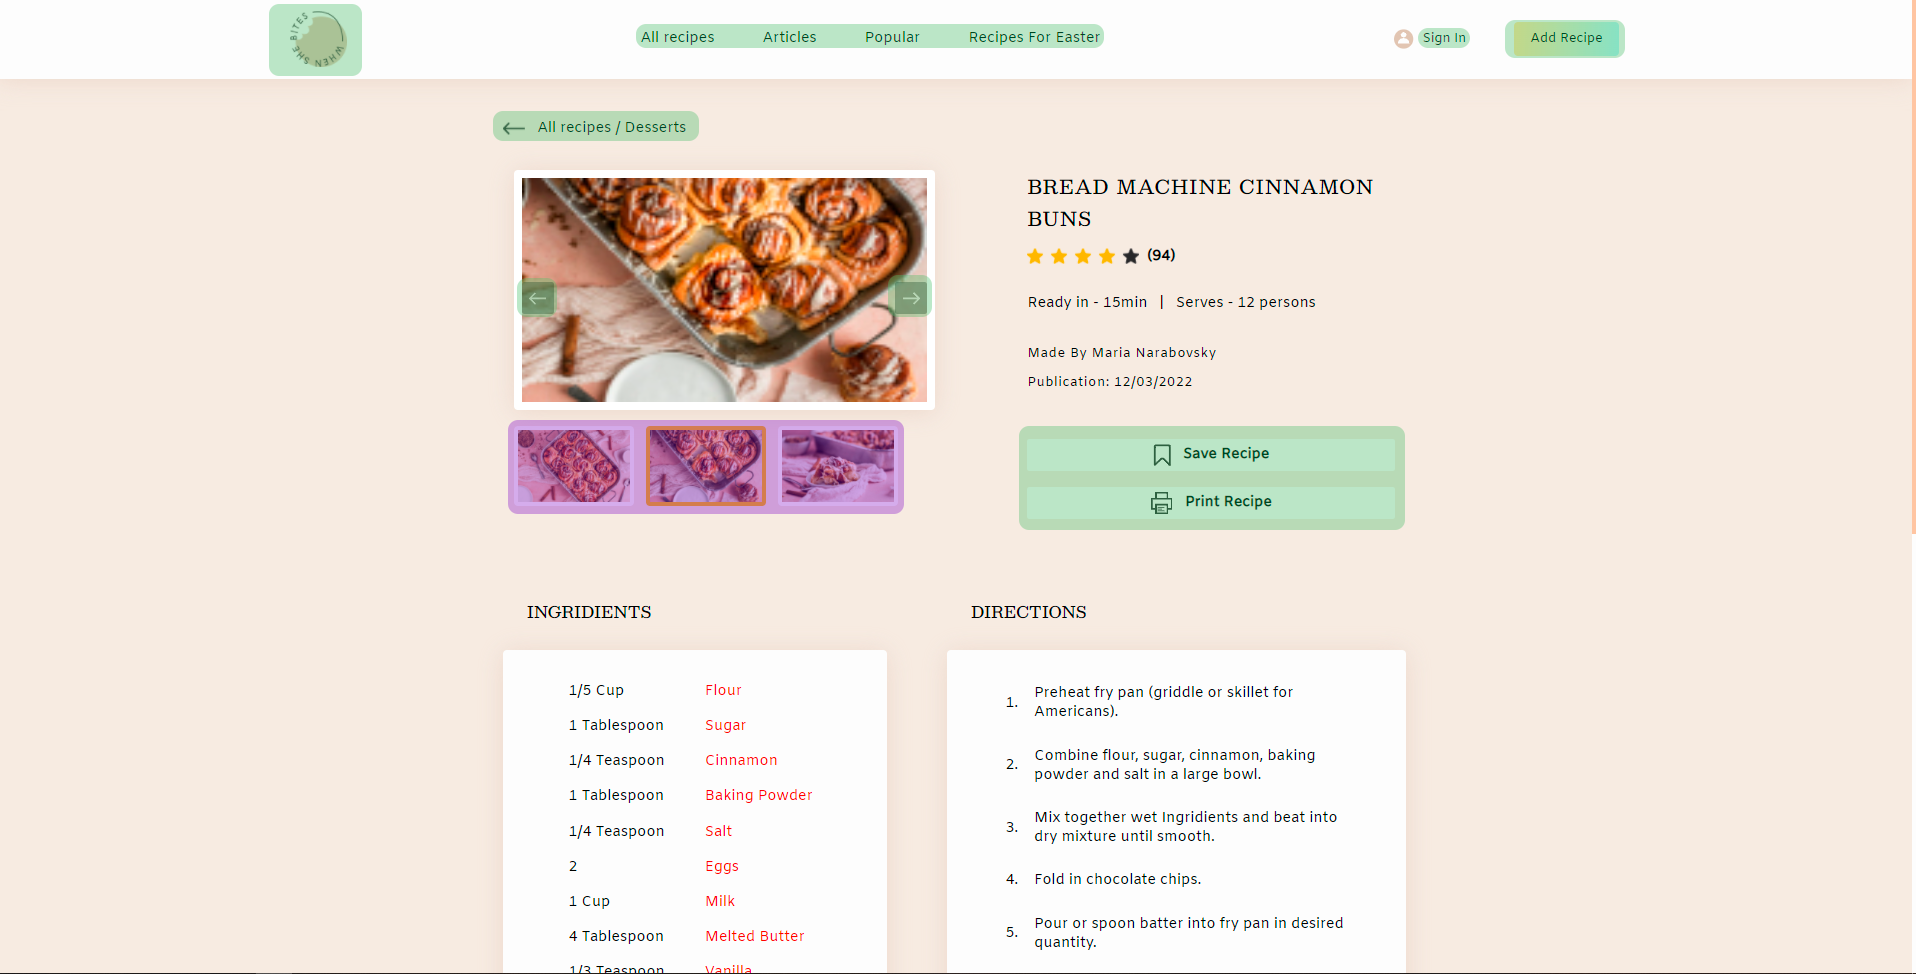 WHEN SHE BITES
All recipes Articles Popular Recipes For Easter Sign In Add Recipe
All recipes / Desserts
BREAD MACHINE CINNAMON
BUNS
(94)
Ready in - 15min | Serves - 12 persons
Made By Maria Narabovsky
Publication: 12/03/2022
Save Recipe
Print Recipe
INGRIDIENTS
1/5 Cup Flour
1 Tablespoon Sugar
1/4 Teaspoon Cinnamon
1 Tablespoon Baking Powder
1/4 Teaspoon Salt
2 Eggs
1 Cup Milk
4 Tablespoon Melted Butter
1/3 Teaspoon Vanilla
DIRECTIONS
1. Preheat fry pan (griddle or skillet for
Americans).
2. Combine flour, sugar, cinnamon, baking
powder and salt in a large bowl.
3. Mix together wet Ingridients and beat into
dry mixture until smooth.
4. Fold in chocolate chips.
5. Pour or spoon batter into fry pan in desired
quantity.